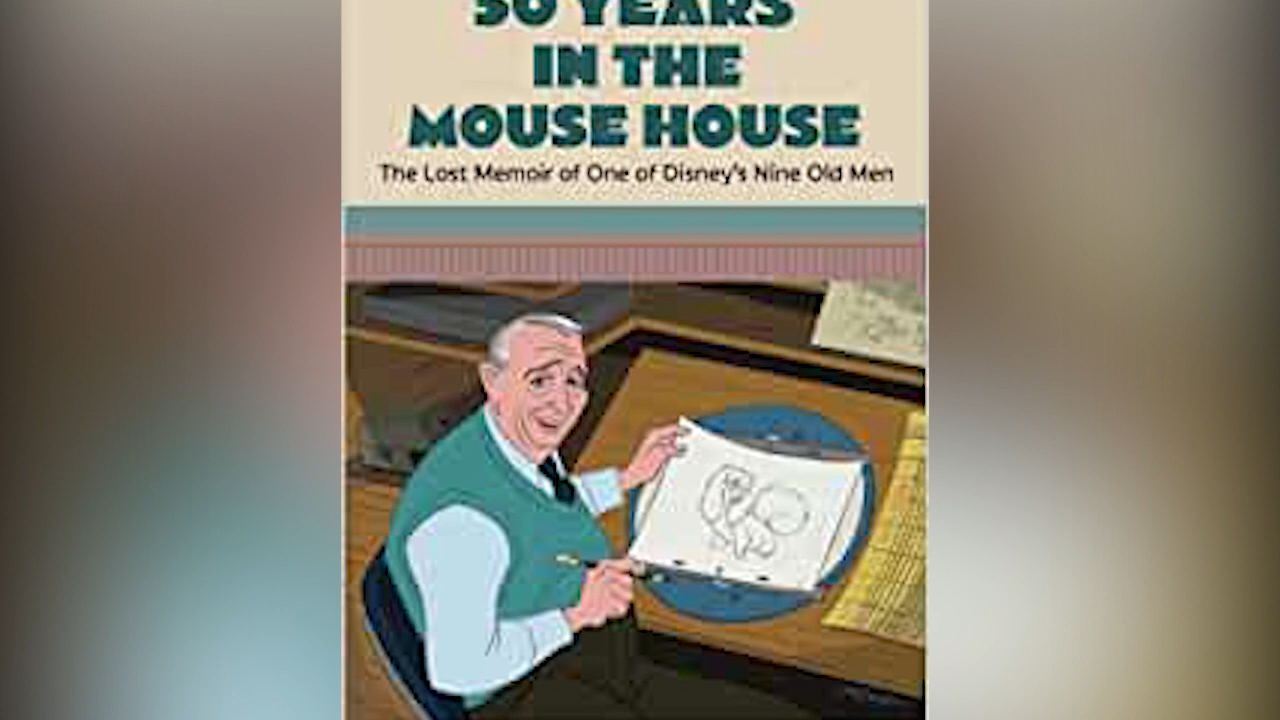 50 YEARS
IN THE
MOUSE HOUSE
The Lost Memoir of One of Disney's Nine Old Men